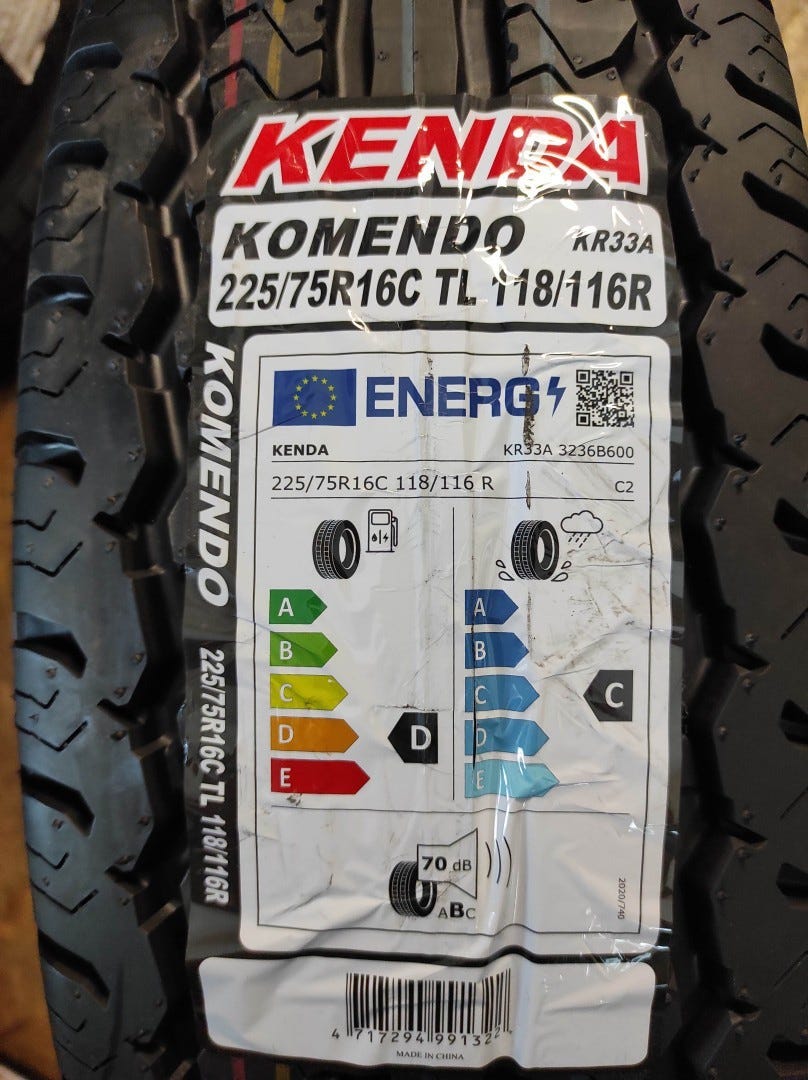 KENDA
KOMENDO KR33A
225/75R16C TL 118/116R
ENERG
KENDA KR33A 3236B600
225/75R16C 118/116 R C2
A A
B B
C C C
D D D
E E
70 dB
ABC
2020/740
KOMENDO 225/75R16C TL 118/116R
4 717294 991322
MADE IN CHINA